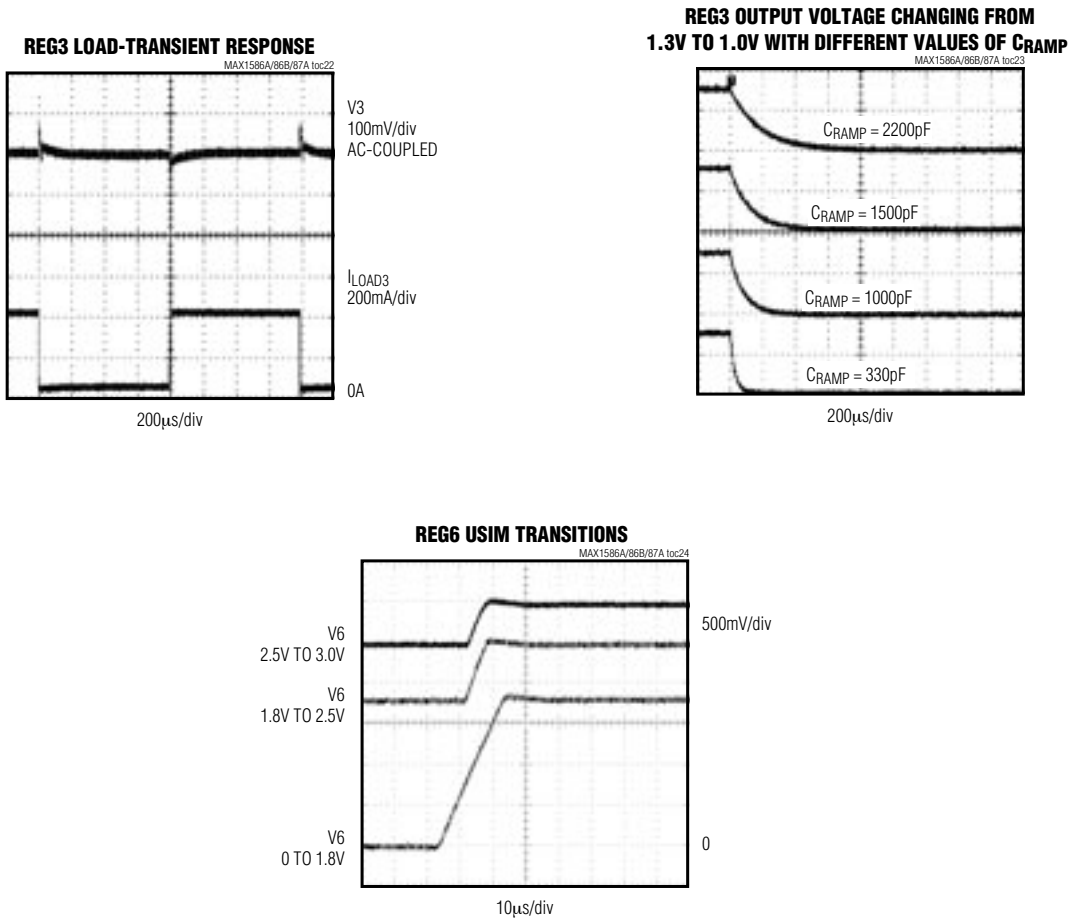 REG3 LOAD-TRANSIENT RESPONSE
MAX1586A/86B/87A toc22
V3
100mV/div
AC-COUPLED
ILOAD3
200mA/div
0A
200µs/div
REG3 OUTPUT VOLTAGE CHANGING FROM
1.3V TO 1.0V WITH DIFFERENT VALUES OF CRAMP
MAX1586A/86B/87A toc23
CRAMP = 2200pF
CRAMP = 1500pF
CRAMP = 1000pF
CRAMP = 330pF
200µs/div
REG6 USIM TRANSITIONS
MAX1586A/86B/87A toc24
V6
2.5V TO 3.0V
500mV/div
V6
1.8V TO 2.5V
V6
0 TO 1.8V
0
10µs/div